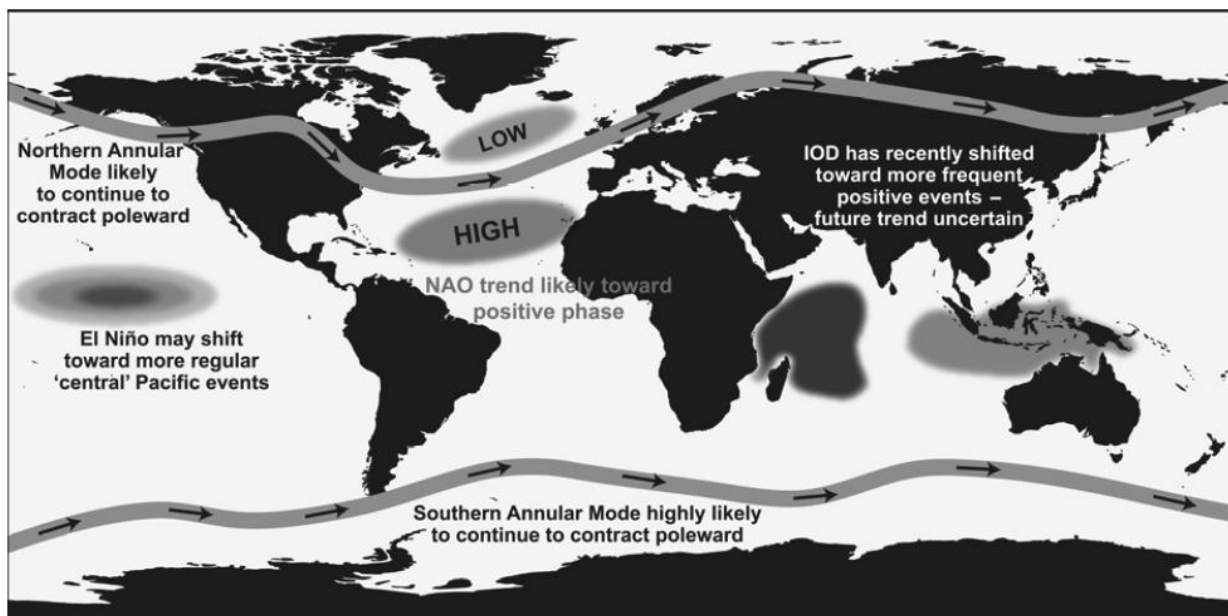 LOW
Northern Annular
Mode likely
to continue to
contract poleward
IOD has recently shifted
toward more frequent
positive events –
future trend uncertain
HIGH
NAO trend likely toward
positive phase
El Niño may shift
toward more regular
‘central’ Pacific events
Southern Annular Mode highly likely
to continue to contract poleward